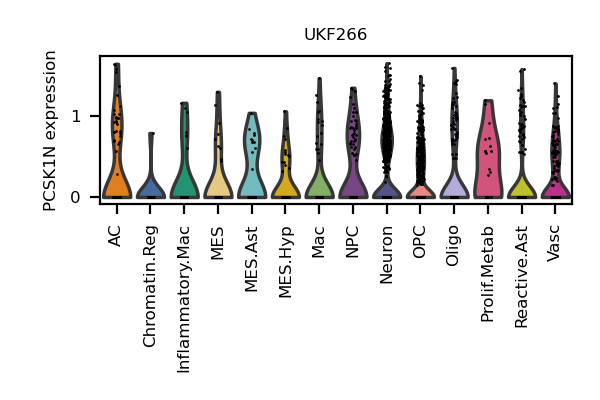 UKF266
PCSK1N expression
1
0
AC
Chromatin.Reg
Inflammatory.Mac
MES
MES.Ast
MES.Hyp
Mac
NPC
Neuron
OPC
Oligo
Prolif.Metab
Reactive.Ast
Vasc